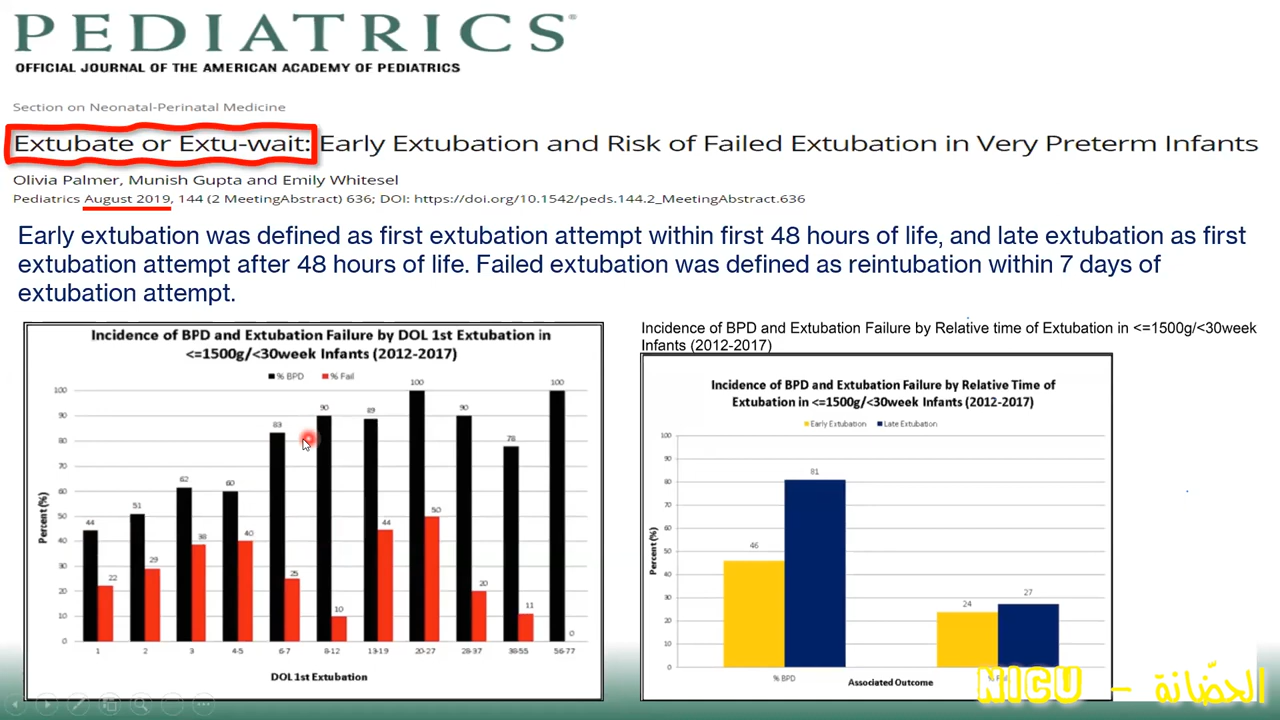 PEDIATRICS®
OFFICIAL JOURNAL OF THE AMERICAN ACADEMY OF PEDIATRICS
Section on Neonatal-Perinatal Medicine
Extubate or Extu-wait: Early Extubation and Risk of Failed Extubation in Very Preterm Infants
Olivia Palmer, Munish Gupta and Emily Whitesel
Pediatrics August 2019, 144 (2 MeetingAbstract) 636; DOI: https://doi.org/10.1542/peds.144.2_MeetingAbstract.636
Early extubation was defined as first extubation attempt within first 48 hours of life, and late extubation as first
extubation attempt after 48 hours of life. Failed extubation was defined as reintubation within 7 days of
extubation attempt.
Incidence of BPD and Extubation Failure by DOL 1st Extubation in
<=1500g/<30week Infants (2012-2017)
% BPD % Fail
100 90 80 70 60 50 40 30 20 10 0
Percent (%)
44 51 62 60 83 90 89 100 90 78 100
22 29 38 40 25 10 44 50 20 11 0
1 2 3 4-5 6-7 8-12 13-19 20-27 28-37 38-55 56-77
DOL 1st Extubation
Incidence of BPD and Extubation Failure by Relative time of Extubation in <=1500g/<30week
Infants (2012-2017)
Incidence of BPD and Extubation Failure by Relative Time of
Extubation in <=1500g/<30week Infants (2012-2017)
Early Extubation Late Extubation
100 90 80 70 60 50 40 30 20 10 0
Percent (%)
46 81 24 27
% BPD
Associated Outcome
NICU - الحضّانة